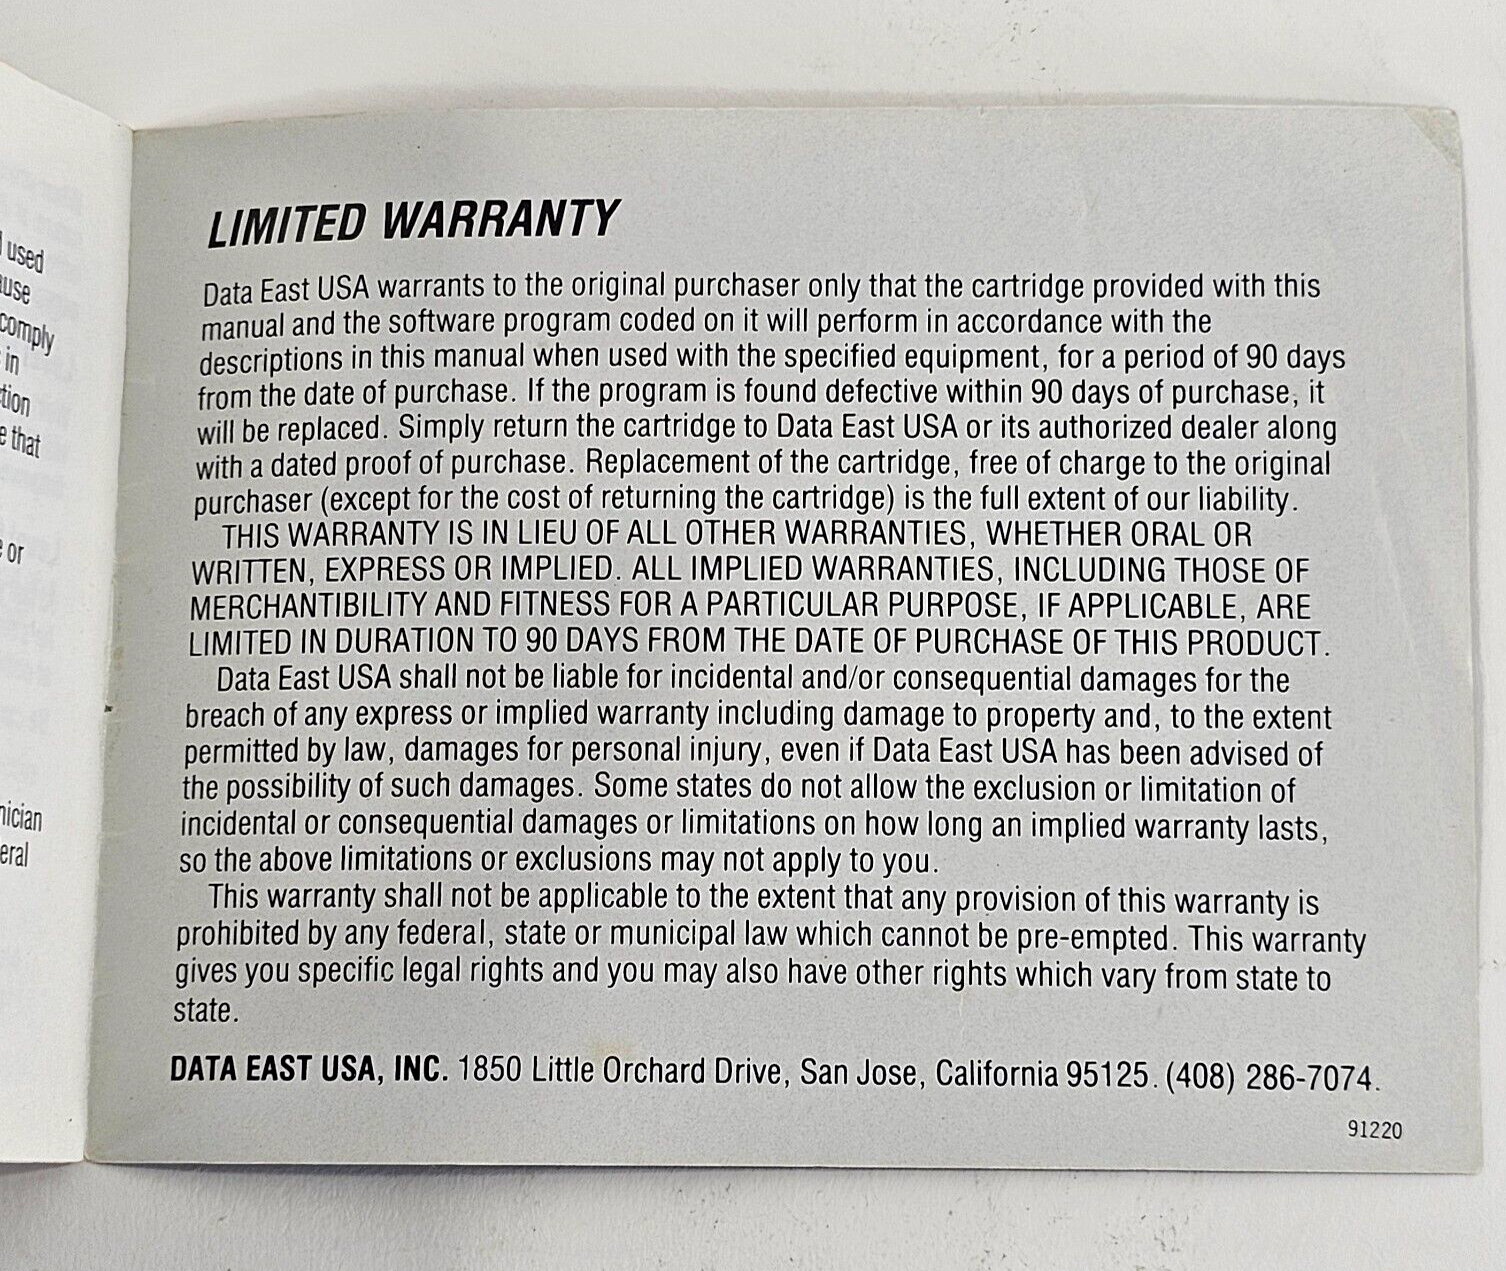 used
ause
comply
in
tion
e that
or
nician
eral
LIMITED WARRANTY
Data East USA warrants to the original purchaser only that the cartridge provided with this
manual and the software program coded on it will perform in accordance with the
descriptions in this manual when used with the specified equipment, for a period of 90 days
from the date of purchase. If the program is found defective within 90 days of purchase, it
will be replaced. Simply return the cartridge to Data East USA or its authorized dealer along
with a dated proof of purchase. Replacement of the cartridge, free of charge to the original
purchaser (except for the cost of returning the cartridge) is the full extent of our liability.
THIS WARRANTY IS IN LIEU OF ALL OTHER WARRANTIES, WHETHER ORAL OR
WRITTEN, EXPRESS OR IMPLIED. ALL IMPLIED WARRANTIES, INCLUDING THOSE OF
MERCHANTIBILITY AND FITNESS FOR A PARTICULAR PURPOSE, IF APPLICABLE, ARE
LIMITED IN DURATION TO 90 DAYS FROM THE DATE OF PURCHASE OF THIS PRODUCT.
Data East USA shall not be liable for incidental and/or consequential damages for the
breach of any express or implied warranty including damage to property and, to the extent
permitted by law, damages for personal injury, even if Data East USA has been advised of
the possibility of such damages. Some states do not allow the exclusion or limitation of
incidental or consequential damages or limitations on how long an implied warranty lasts,
so the above limitations or exclusions may not apply to you.
This warranty shall not be applicable to the extent that any provision of this warranty is
prohibited by any federal, state or municipal law which cannot be pre-empted. This warranty
gives you specific legal rights and you may also have other rights which vary from state to
state.
DATA EAST USA, INC. 1850 Little Orchard Drive, San Jose, California 95125. (408) 286-7074.
91220